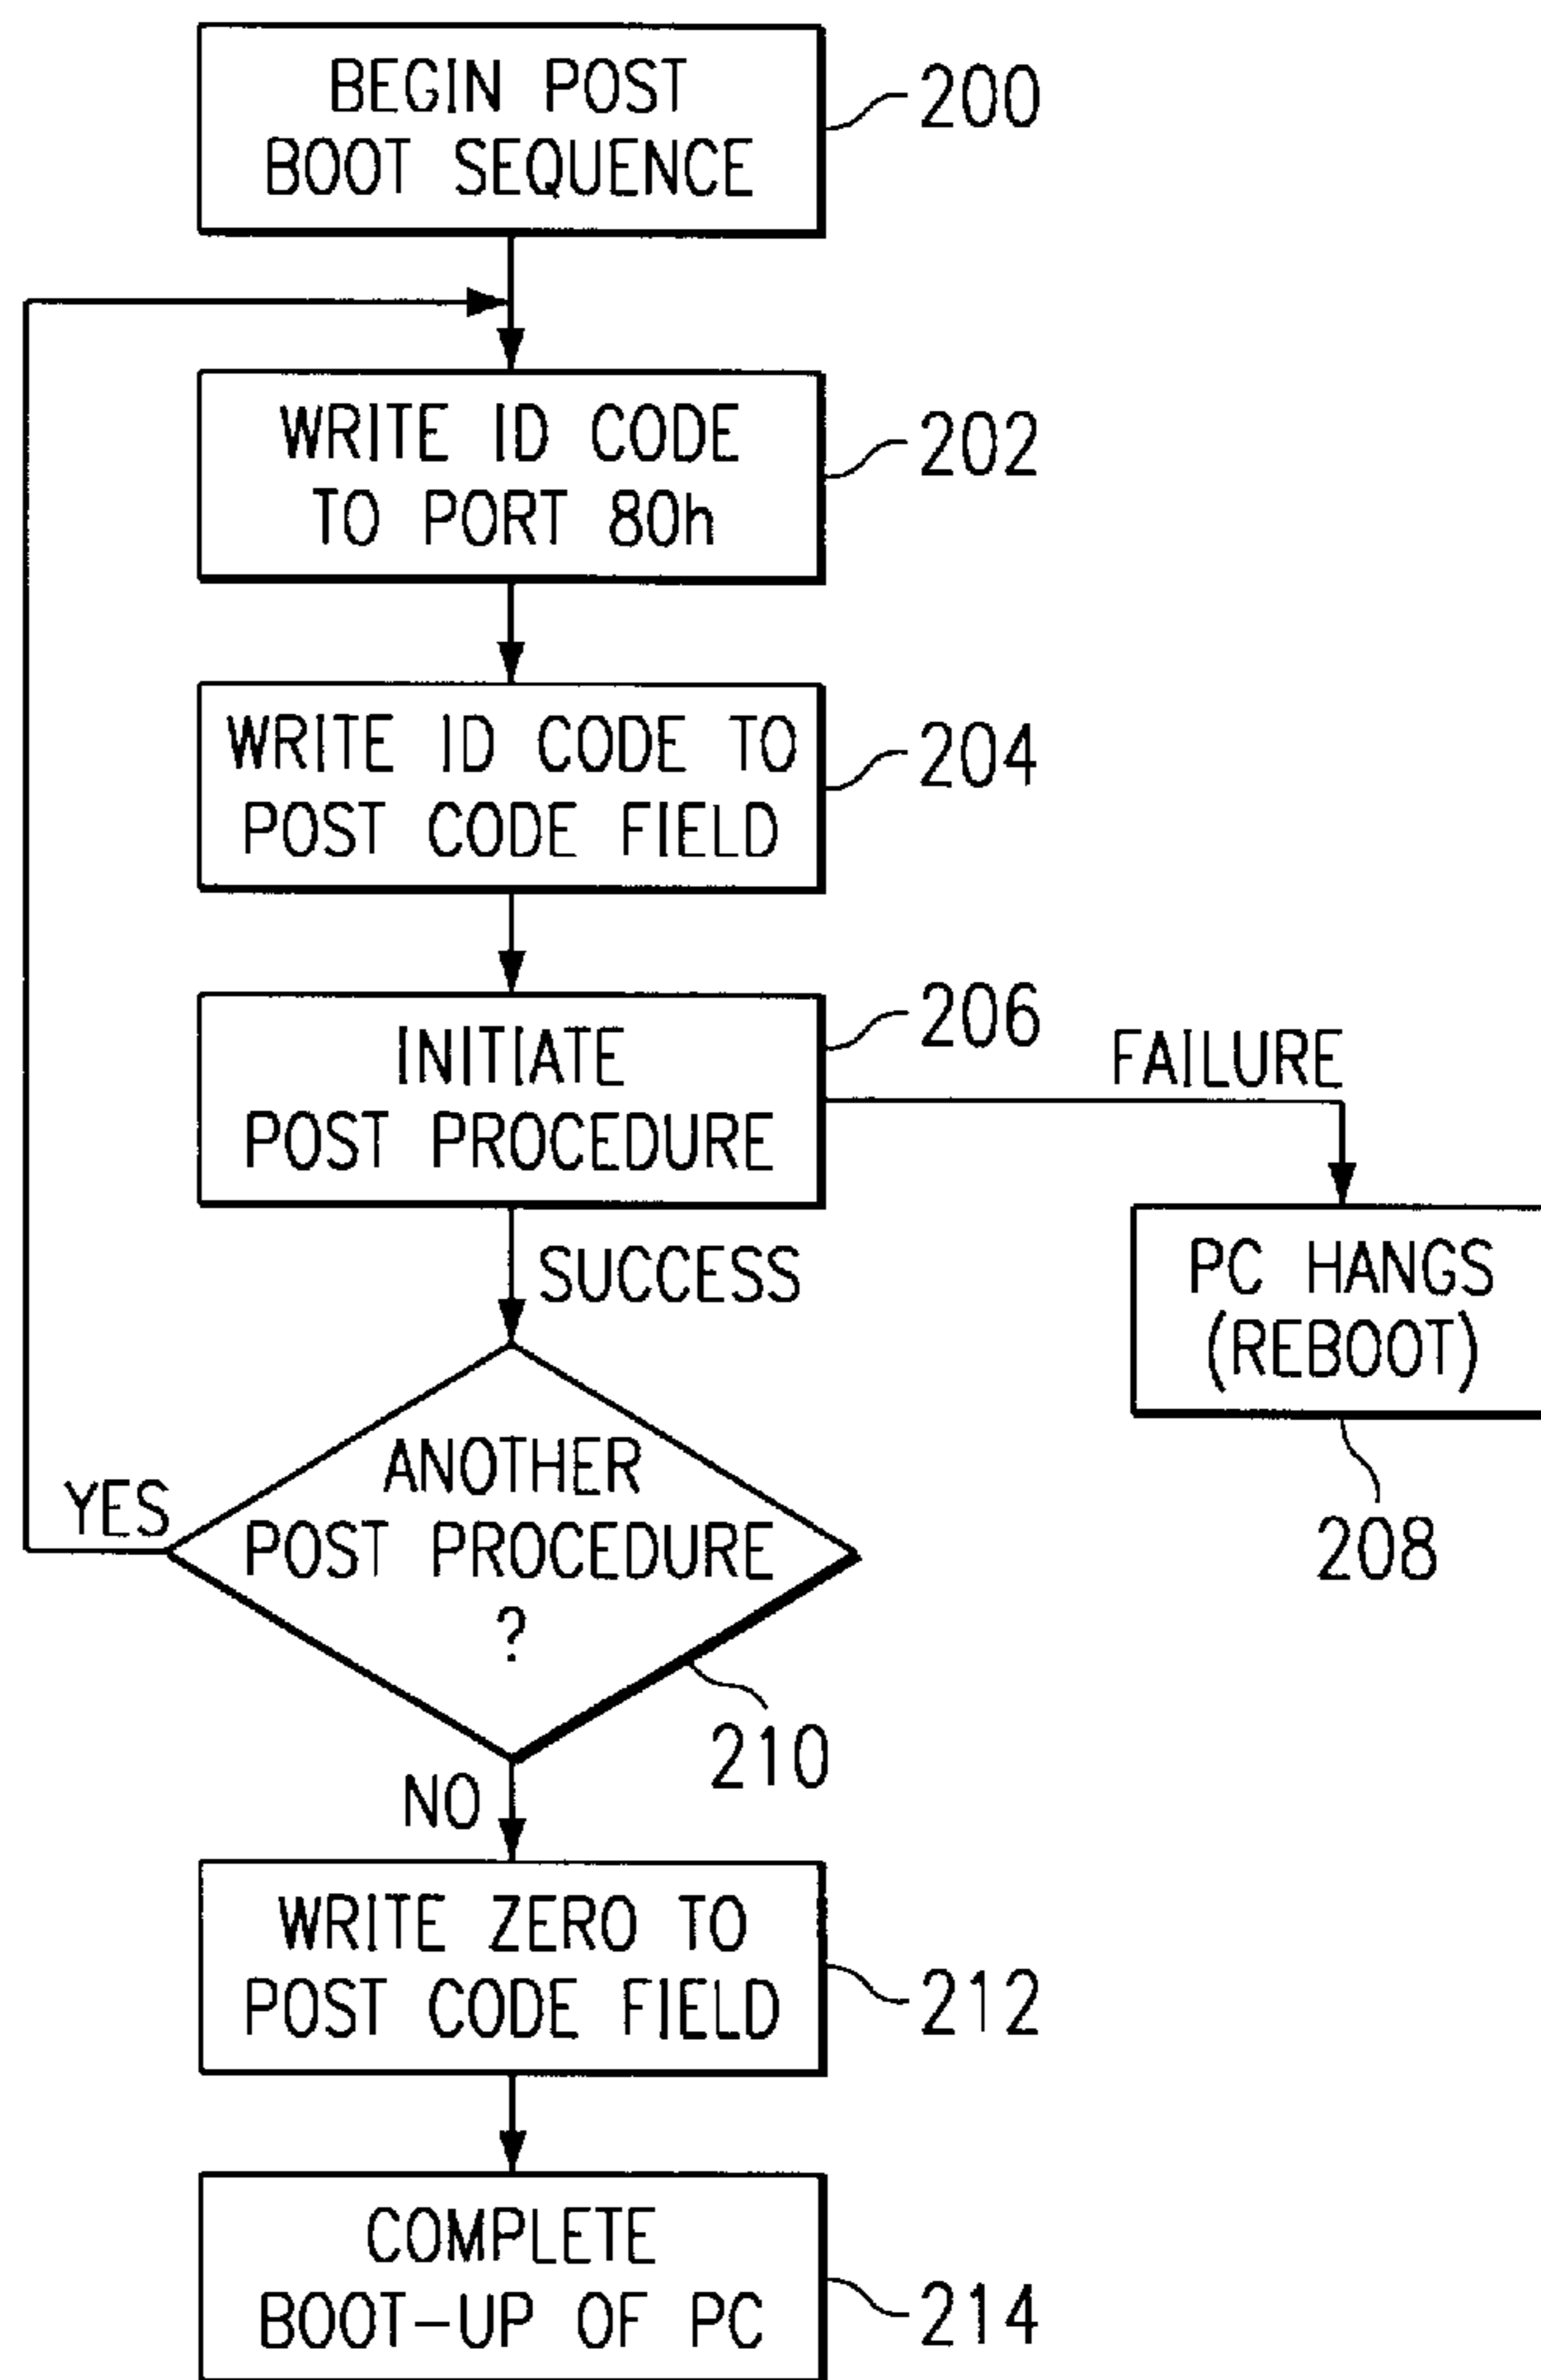 BEGIN POST
BOOT SEQUENCE
200
WRITE ID CODE
TO PORT 80h
202
WRITE ID CODE TO
POST CODE FIELD
204
INITIATE
POST PROCEDURE
206
FAILURE
SUCCESS
PC HANGS
(REBOOT)
208
ANOTHER
POST PROCEDURE
?
YES
210
NO
WRITE ZERO TO
POST CODE FIELD
212
COMPLETE
BOOT-UP OF PC
214